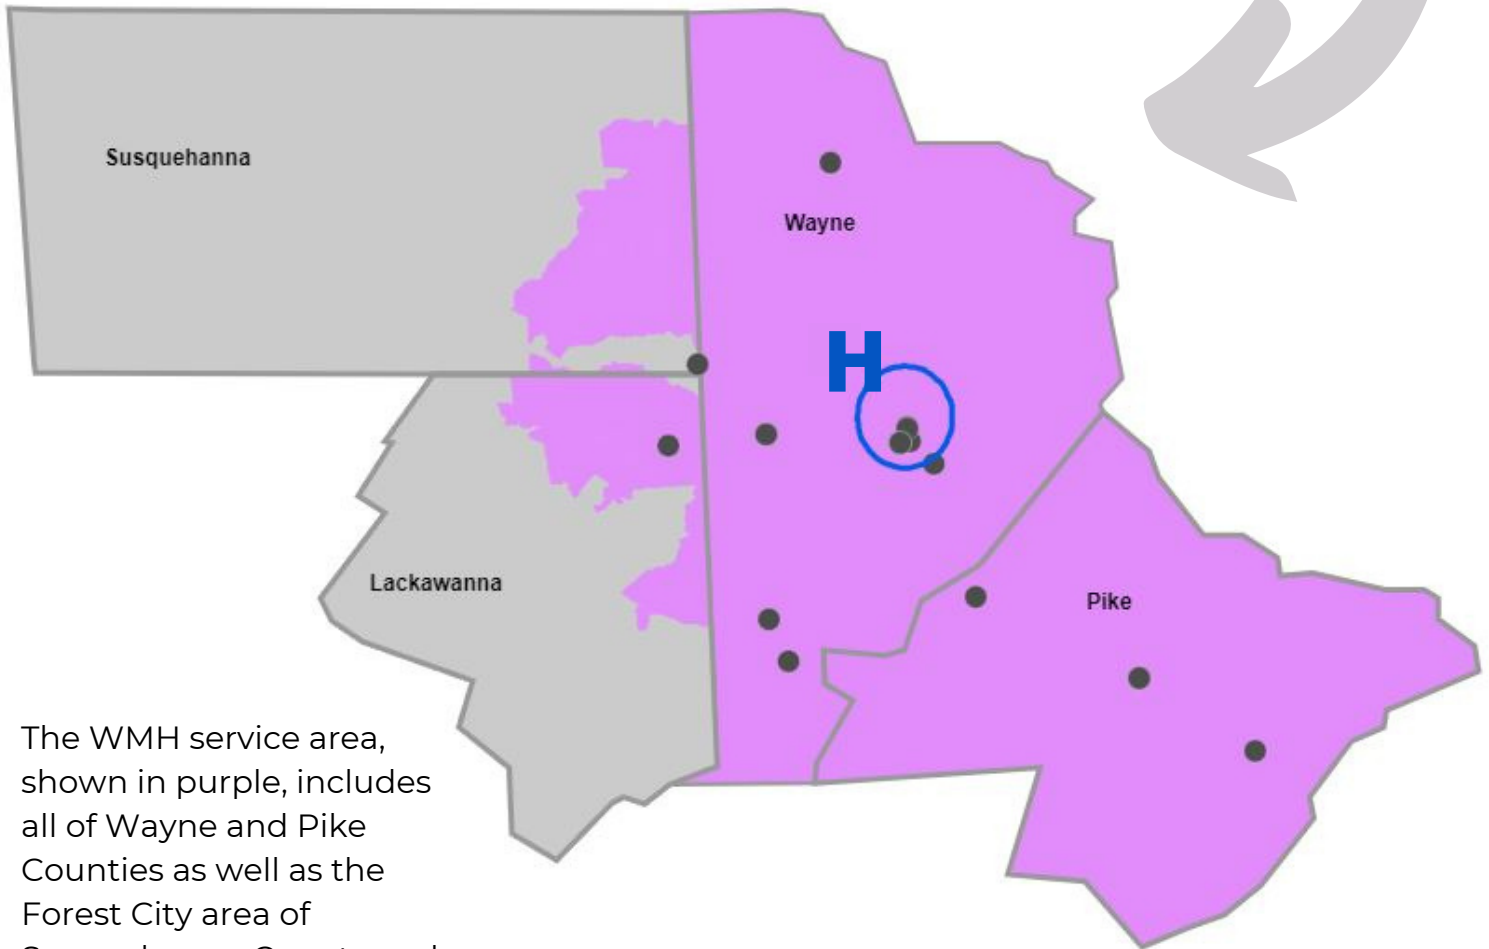 Susquehanna
Wayne
H
Lackawanna
Pike
The WMH service area,
shown in purple, includes
all of Wayne and Pike
Counties as well as the
Forest City area of